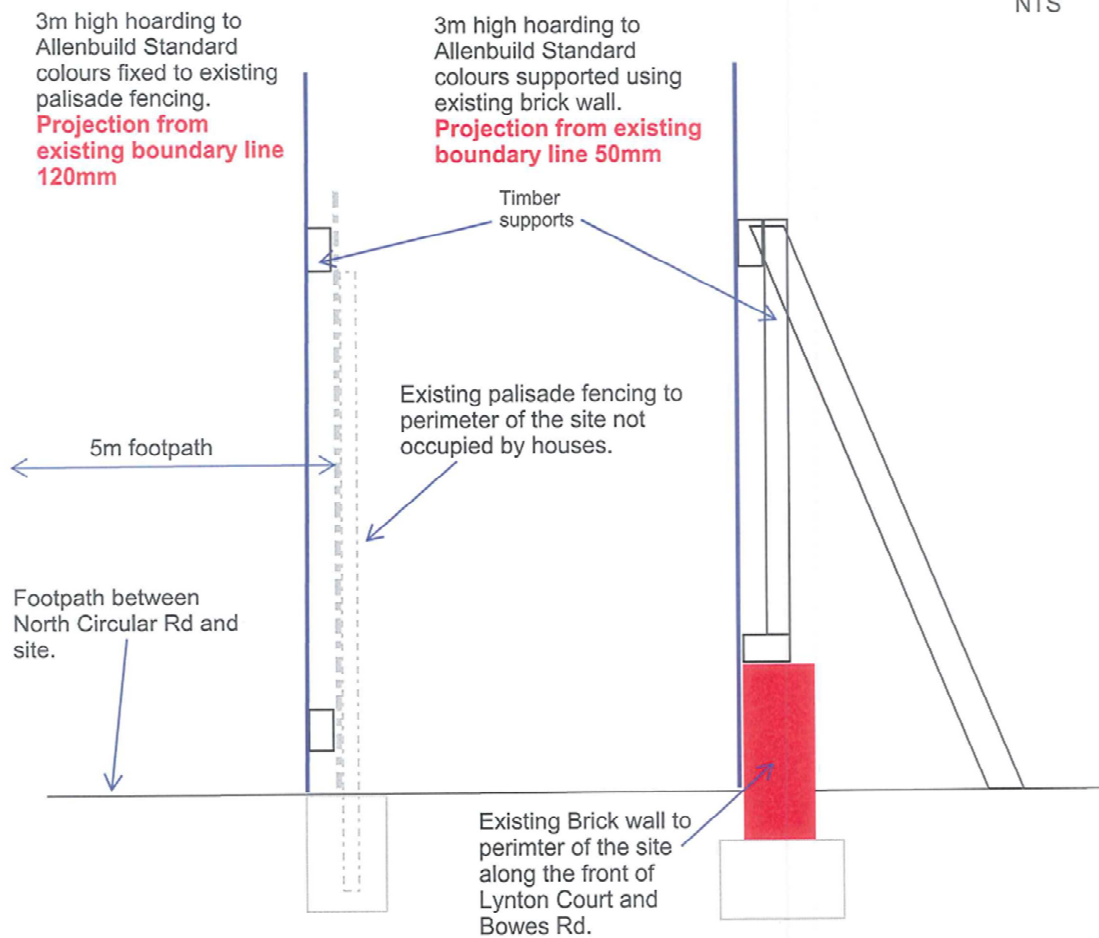 NTS
3m high hoarding to
Allenbuild Standard
colours fixed to existing
palisade fencing.
Projection from
existing boundary line
120mm
3m high hoarding to
Allenbuild Standard
colours supported using
existing brick wall.
Projection from existing
boundary line 50mm
Timber
supports
Existing palisade fencing to
perimeter of the site not
occupied by houses.
5m footpath
Footpath between
North Circular Rd and
site.
Existing Brick wall to
perimter of the site
along the front of
Lynton Court and
Bowes Rd.